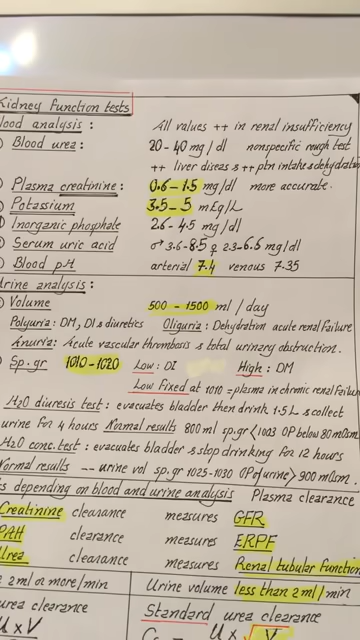 Kidney function tests
lood analysis : All values ++ in renal insufficiency
Blood urea : 20-40 mg/dl nonspecific rough test
++ liver diseas & ++ ptn intake & dehydration
Plasma creatinine : 0.6-1.5 mg/dl more accurate.
Potassium 3.5-5 mEq/L
Inorganic phosphate 2.6-4.5 mg/dl
Serum uric acid ♂ 3.6-8.5 ♀ 2.3-6.6 mg/dl
Blood pH arterial 7.4 venous 7.35
Urine analysis :
Volume 500-1500 ml / day
Polyuria : DM, DI & diuretics Oliguria : Dehydration acute renal failure
Anuria : Acute vascular thrombosis & total urinary obstruction.
Sp.gr 1010-1020 Low : DI High : DM
Low Fixed at 1010 = plasma in chronic renal failure
H2O diuresis test : evacuates bladder then drink 1.5 L & collect
urine for 4 hours Normal results 800 ml sp.gr < 1003 OP below 80 mOsm
H2O conc. test : evacuates bladder & stop drinking for 12 hours
Normal results -- urine vol sp.gr 1025-1030 OP of urine > 900 mOsm.
s depending on blood and urine analysis Plasma clearance
Creatinine clearance measures GFR
PAH clearance measures ERPF
Urea clearance measures Renal tubular function
2 ml or more/min Urine volume less than 2 ml/min
urea clearance Standard urea clearance
U x V